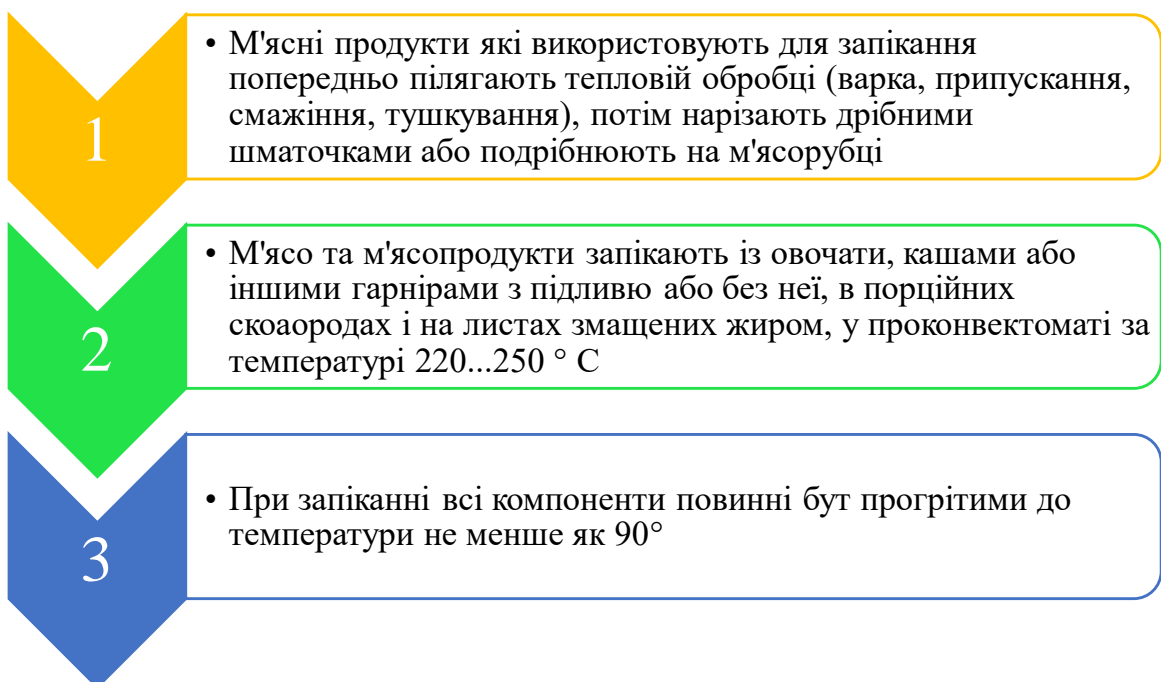 1
• М'ясні продукти які використовують для запікання
попередньо пілягають тепловій обробці (варка, припускання,
смажіння, тушкування), потім нарізають дрібними
шматочками або подрібнюють на м'ясорубці
2
• М'ясо та м'ясопродукти запікають із овочати, кашами або
іншими гарнірами з підливю або без неї, в порційних
скоаородах і на листах змащених жиром, у проконвектоматі за
температурі 220...250 ° С
3
• При запіканні всі компоненти повинні бут прогрітими до
температури не менше як 90°